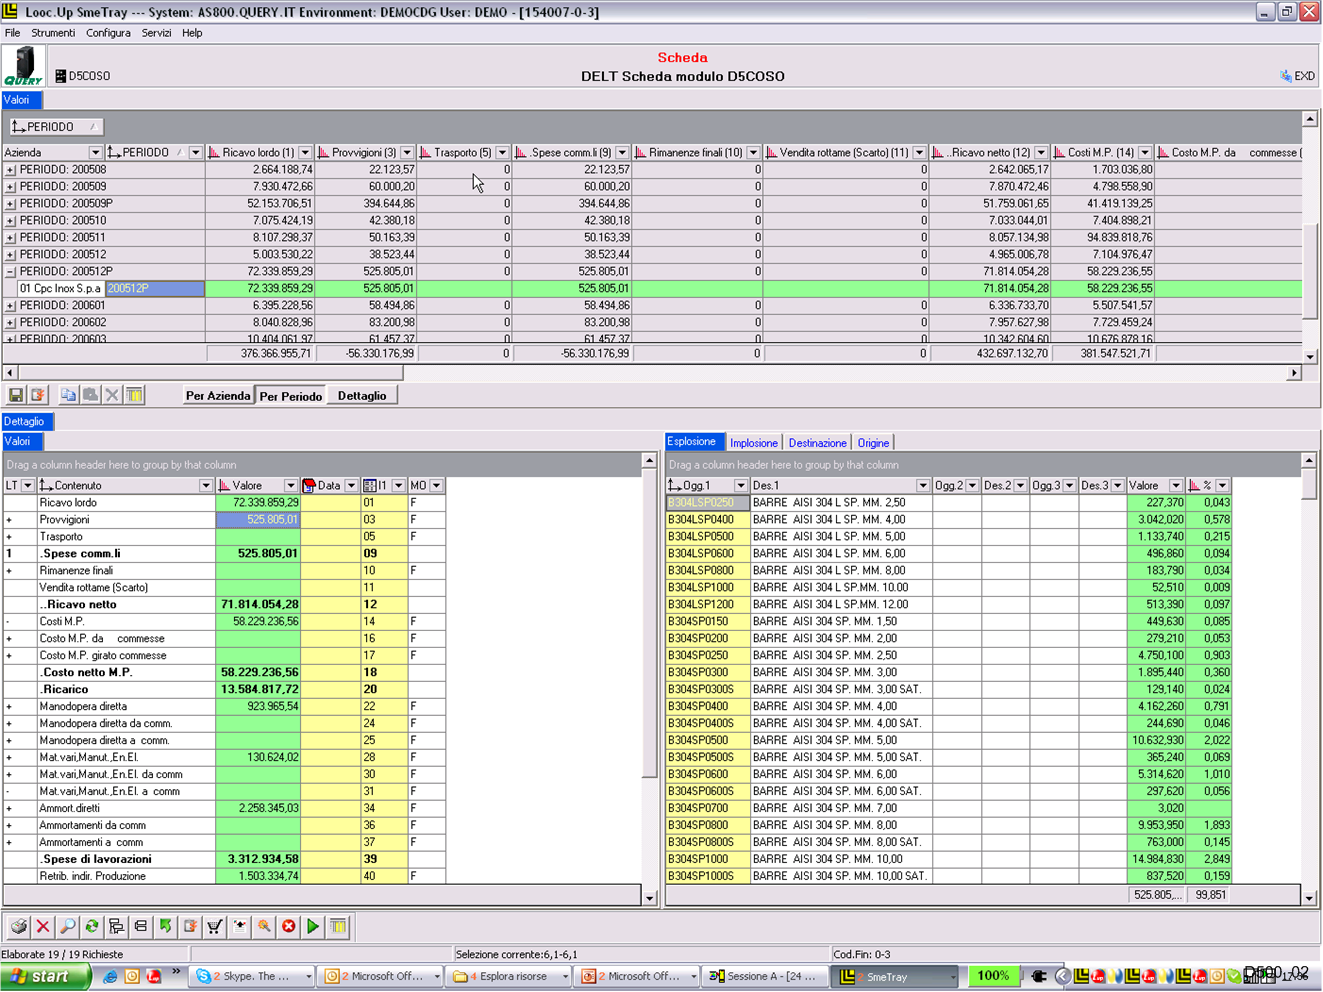 Looc.Up SmeTray --- System: AS800.QUERY.IT Environment: DEMOCDG User: DEMO - [154007-0-3]
File Strumenti Configura Servizi Help
Scheda
QUERY D5COSO DELT Scheda modulo D5COSO EXD
Valori
PERIODO
Azienda PERIODO Ricavo lordo (1) Provvigioni (3) Trasporto (5) .Spese comm.li (9) Rimanenze finali (10) Vendita rottame (Scarto) (11) ..Ricavo netto (12) Costi M.P. (14) Costo M.P. da commesse (
+ PERIODO: 200508 2.664.188,74 22.123,57 0 22.123,57 0 0 2.642.065,17 1.703.036,80
+ PERIODO: 200509 7.930.472,66 60.000,20 0 60.000,20 0 0 7.870.472,46 4.798.558,90
+ PERIODO: 200509P 52.153.706,51 394.644,86 0 394.644,86 0 0 51.759.061,65 41.419.139,25
+ PERIODO: 200510 7.075.424,19 42.380,18 0 42.380,18 0 0 7.033.044,01 7.404.898,21
+ PERIODO: 200511 8.107.298,37 50.163,39 0 50.163,39 0 0 8.057.134,98 94.839.818,76
+ PERIODO: 200512 5.003.530,22 38.523,44 0 38.523,44 0 0 4.965.006,78 7.104.976,47
- PERIODO: 200512P 72.339.859,29 525.805,01 525.805,01 71.814.054,28 58.229.236,55
01 Cpc Inox S.p.a 200512P 72.339.859,29 525.805,01 525.805,01 71.814.054,28 58.229.236,55
+ PERIODO: 200601 6.395.228,56 58.494,86 0 58.494,86 0 0 6.336.733,70 5.507.541,57
+ PERIODO: 200602 8.040.828,96 83.200,98 0 83.200,98 0 0 7.957.627,98 7.729.459,24
+ PERIODO: 200603 10.404.061,97 61.457,37 0 61.457,37 0 0 10.342.604,60 10.676.878,16
376.366.955,71 -56.330.176,99 0 -56.330.176,99 0 0 432.697.132,70 381.547.521,71
Per Azienda Per Periodo Dettaglio
Dettaglio
Valori
Drag a column header here to group by that column
LT Contenuto Valore Data I1 MO
Ricavo lordo 72.339.859,29 01 F
+ Provvigioni 525.805,01 03 F
+ Trasporto 05 F
1 .Spese comm.li 525.805,01 09
+ Rimanenze finali 10 F
Vendita rottame (Scarto) 11
..Ricavo netto 71.814.054,28 12
- Costi M.P. 58.229.236,56 14 F
+ Costo M.P. da commesse 16 F
+ Costo M.P. girato commesse 17 F
.Costo netto M.P. 58.229.236,56 18
.Ricarico 13.584.817,72 20
+ Manodopera diretta 923.965,54 22 F
+ Manodopera diretta da comm. 24 F
+ Manodopera diretta a comm. 25 F
+ Mat.vari,Manut.,En.El. 130.624,02 28 F
+ Mat.vari,Manut.,En.El. da comm 30 F
- Mat.vari,Manut.,En.El. a comm 31 F
+ Ammort.diretti 2.258.345,03 34 F
+ Ammortamenti da comm 36 F
+ Ammortamenti a comm 37 F
.Spese di lavorazioni 3.312.934,58 39
Retrib. indir. Produzione 1.503.334,74 40 F
Esplosione Implosione Destinazione Origine
Drag a column header here to group by that column
Ogg.1 Des.1 Ogg.2 Des.2 Ogg.3 Des.3 Valore %
B304LSP0250 BARRE AISI 304 L SP. MM. 2,50 227,370 0,043
B304LSP0400 BARRE AISI 304 L SP. MM. 4,00 3.042,020 0,578
B304LSP0500 BARRE AISI 304 L SP. MM. 5,00 1.133,740 0,215
B304LSP0600 BARRE AISI 304 L SP. MM. 6,00 496,860 0,094
B304LSP0800 BARRE AISI 304 L SP. MM. 8,00 183,790 0,034
B304LSP1000 BARRE AISI 304 L SP.MM. 10.00 52,510 0,009
B304LSP1200 BARRE AISI 304 L SP.MM. 12.00 513,390 0,097
B304SP0150 BARRE AISI 304 SP. MM. 1,50 449,630 0,085
B304SP0200 BARRE AISI 304 SP. MM. 2,00 279,210 0,053
B304SP0250 BARRE AISI 304 SP. MM. 2,50 4.750,100 0,903
B304SP0300 BARRE AISI 304 SP. MM. 3,00 1.895,440 0,360
B304SP0300S BARRE AISI 304 SP. MM. 3,00 SAT. 129,140 0,024
B304SP0400 BARRE AISI 304 SP. MM. 4,00 4.162,260 0,791
B304SP0400S BARRE AISI 304 SP. MM. 4,00 SAT. 244,690 0,046
B304SP0500 BARRE AISI 304 SP. MM. 5,00 10.632,930 2,022
B304SP0500S BARRE AISI 304 SP. MM. 5,00 SAT. 365,240 0,069
B304SP0600 BARRE AISI 304 SP. MM. 6,00 5.314,620 1,010
B304SP0600S BARRE AISI 304 SP. MM. 6,00 SAT. 297,620 0,056
B304SP0700 BARRE AISI 304 SP. MM. 7,00 3,020
B304SP0800 BARRE AISI 304 SP. MM. 8,00 9.953,950 1,893
B304SP0800S BARRE AISI 304 SP. MM. 8,00 SAT. 763,000 0,145
B304SP1000 BARRE AISI 304 SP. MM. 10,00 14.984,830 2,849
B304SP1000S BARRE AISI 304 SP. MM. 10,00 SAT. 837,520 0,159
525.805,... 99,851
Elaborate 19 / 19 Richieste Selezione corrente:6,1-6,1 Cod.Fin: 0-3
start 2 Skype. The ... 2 Microsoft Off... 4 Esplora risorse 2 Microsoft Off... Sessione A - [24 ... 2 SmeTray 100% D500_02